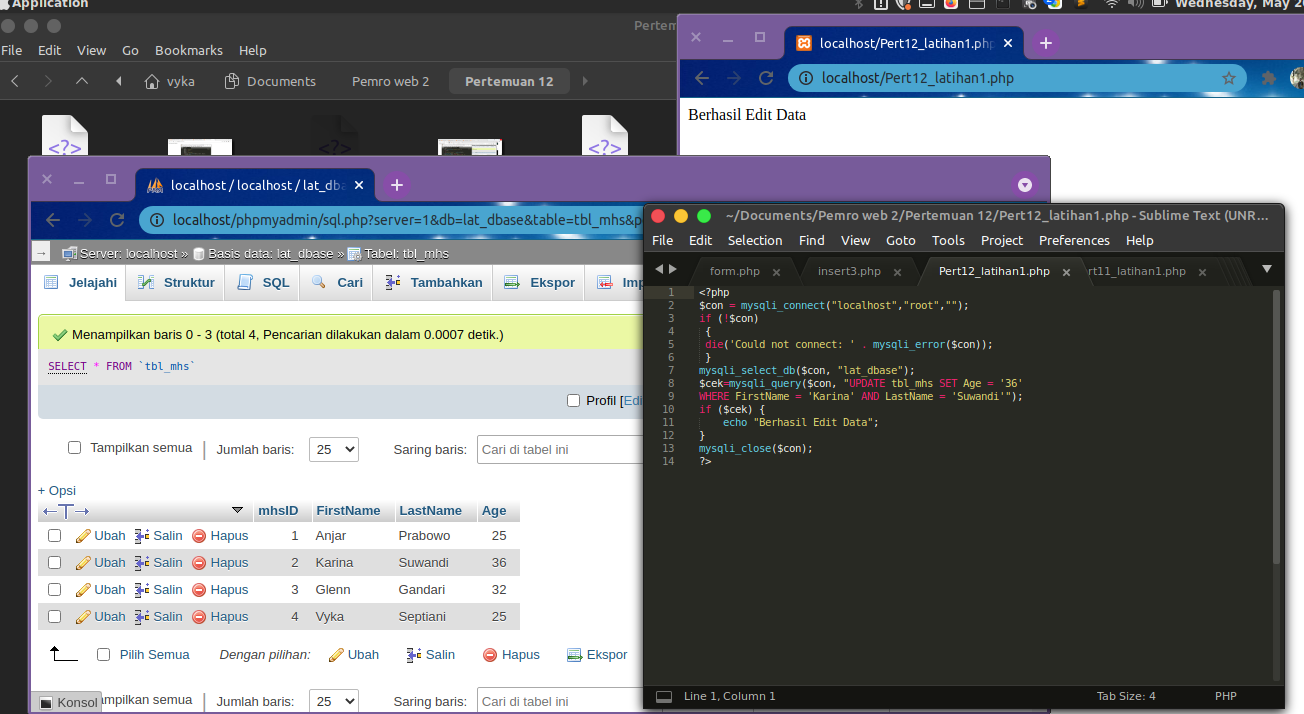 Application
Wednesday, May 2
Pertem
File Edit View Go Bookmarks Help
vyka Documents Pemro web 2 Pertemuan 12
localhost/Pert12_latihan1.php
localhost/Pert12_latihan1.php
Berhasil Edit Data
localhost / localhost / lat_dba
localhost/phpmyadmin/sql.php?server=1&db=lat_dbase&table=tbl_mhs&p
Server: localhost » Basis data: lat_dbase » Tabel: tbl_mhs
Jelajahi Struktur SQL Cari Tambahkan Ekspor Imp
Menampilkan baris 0 - 3 (total 4, Pencarian dilakukan dalam 0.0007 detik.)
SELECT * FROM `tbl_mhs`
Profil [Edi
Tampilkan semua | Jumlah baris: 25 Saring baris: Cari di tabel ini
+ Opsi
←T→ mhsID FirstName LastName Age
Ubah Salin Hapus 1 Anjar Prabowo 25
Ubah Salin Hapus 2 Karina Suwandi 36
Ubah Salin Hapus 3 Glenn Gandari 32
Ubah Salin Hapus 4 Vyka Septiani 25
Pilih Semua Dengan pilihan: Ubah Salin Hapus Ekspor
ampilkan semua | Jumlah baris: 25 Saring baris: Cari di tabel ini
Konsol
~/Documents/Pemro web 2/Pertemuan 12/Pert12_latihan1.php - Sublime Text (UNR...
File Edit Selection Find View Goto Tools Project Preferences Help
form.php insert3.php Pert12_latihan1.php rt11_latihan1.php
1 <?php
2 $con = mysqli_connect("localhost","root","");
3 if (!$con)
4 {
5 die('Could not connect: ' . mysqli_error($con));
6 }
7 mysqli_select_db($con, "lat_dbase");
8 $cek=mysqli_query($con, "UPDATE tbl_mhs SET Age = '36'
9 WHERE FirstName = 'Karina' AND LastName = 'Suwandi'");
10 if ($cek) {
11 echo "Berhasil Edit Data";
12 }
13 mysqli_close($con);
14 ?>
Line 1, Column 1 Tab Size: 4 PHP